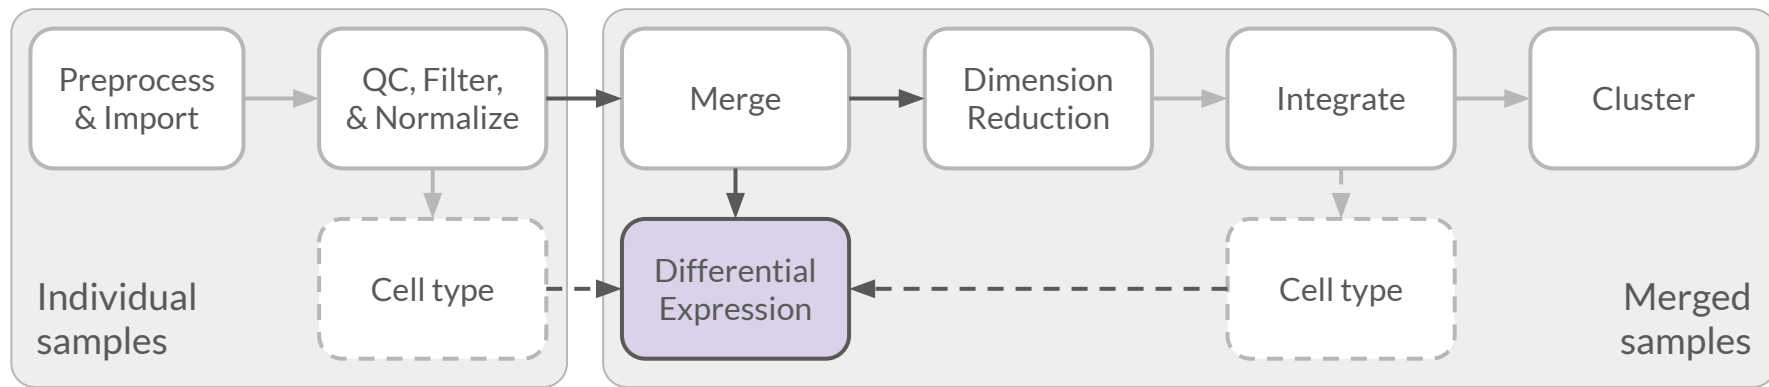 Preprocess
& Import
QC, Filter,
& Normalize
Merge
Dimension
Reduction
Integrate
Cluster
Individual
samples
Cell type
Differential
Expression
Cell type
Merged
samples